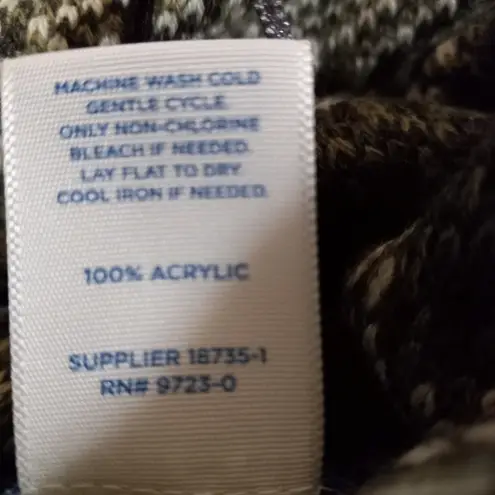 MACHINE WASH COLD
GENTLE CYCLE.
ONLY NON-CHLORINE
BLEACH IF NEEDED.
LAY FLAT TO DRY.
COOL IRON IF NEEDED.
100% ACRYLIC
SUPPLIER 18735-1
RN# 9723-0